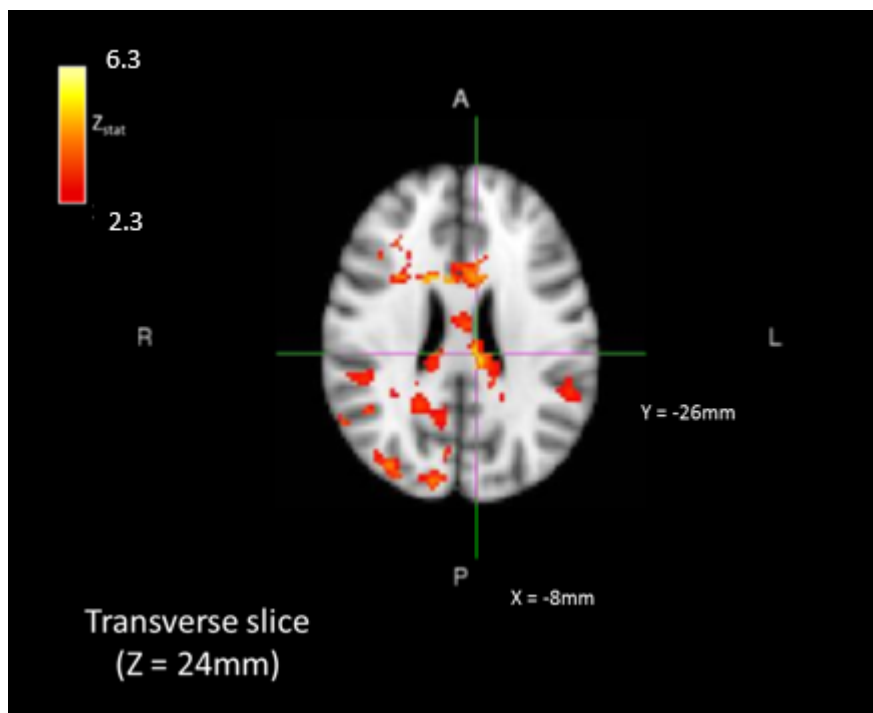 6.3
Zstat
2.3
A
R
L
Y = -26mm
P
X = -8mm
Transverse slice
(Z = 24mm)